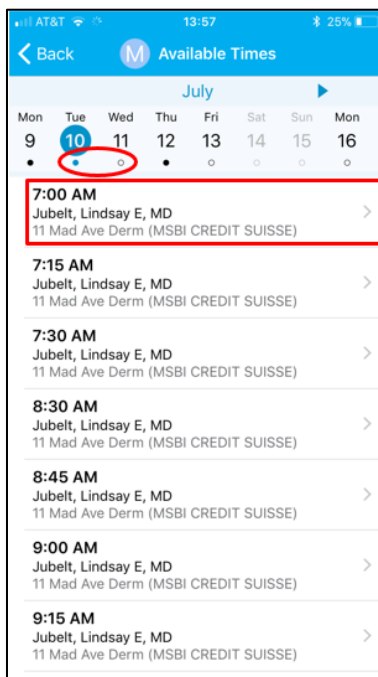 AT&T 13:57 25%
Back M Available Times
July
Mon Tue Wed Thu Fri Sat Sun Mon
9 10 11 12 13 14 15 16
7:00 AM
Jubelt, Lindsay E, MD
11 Mad Ave Derm (MSBI CREDIT SUISSE)
7:15 AM
Jubelt, Lindsay E, MD
11 Mad Ave Derm (MSBI CREDIT SUISSE)
7:30 AM
Jubelt, Lindsay E, MD
11 Mad Ave Derm (MSBI CREDIT SUISSE)
8:30 AM
Jubelt, Lindsay E, MD
11 Mad Ave Derm (MSBI CREDIT SUISSE)
8:45 AM
Jubelt, Lindsay E, MD
11 Mad Ave Derm (MSBI CREDIT SUISSE)
9:00 AM
Jubelt, Lindsay E, MD
11 Mad Ave Derm (MSBI CREDIT SUISSE)
9:15 AM
Jubelt, Lindsay E, MD
11 Mad Ave Derm (MSBI CREDIT SUISSE)